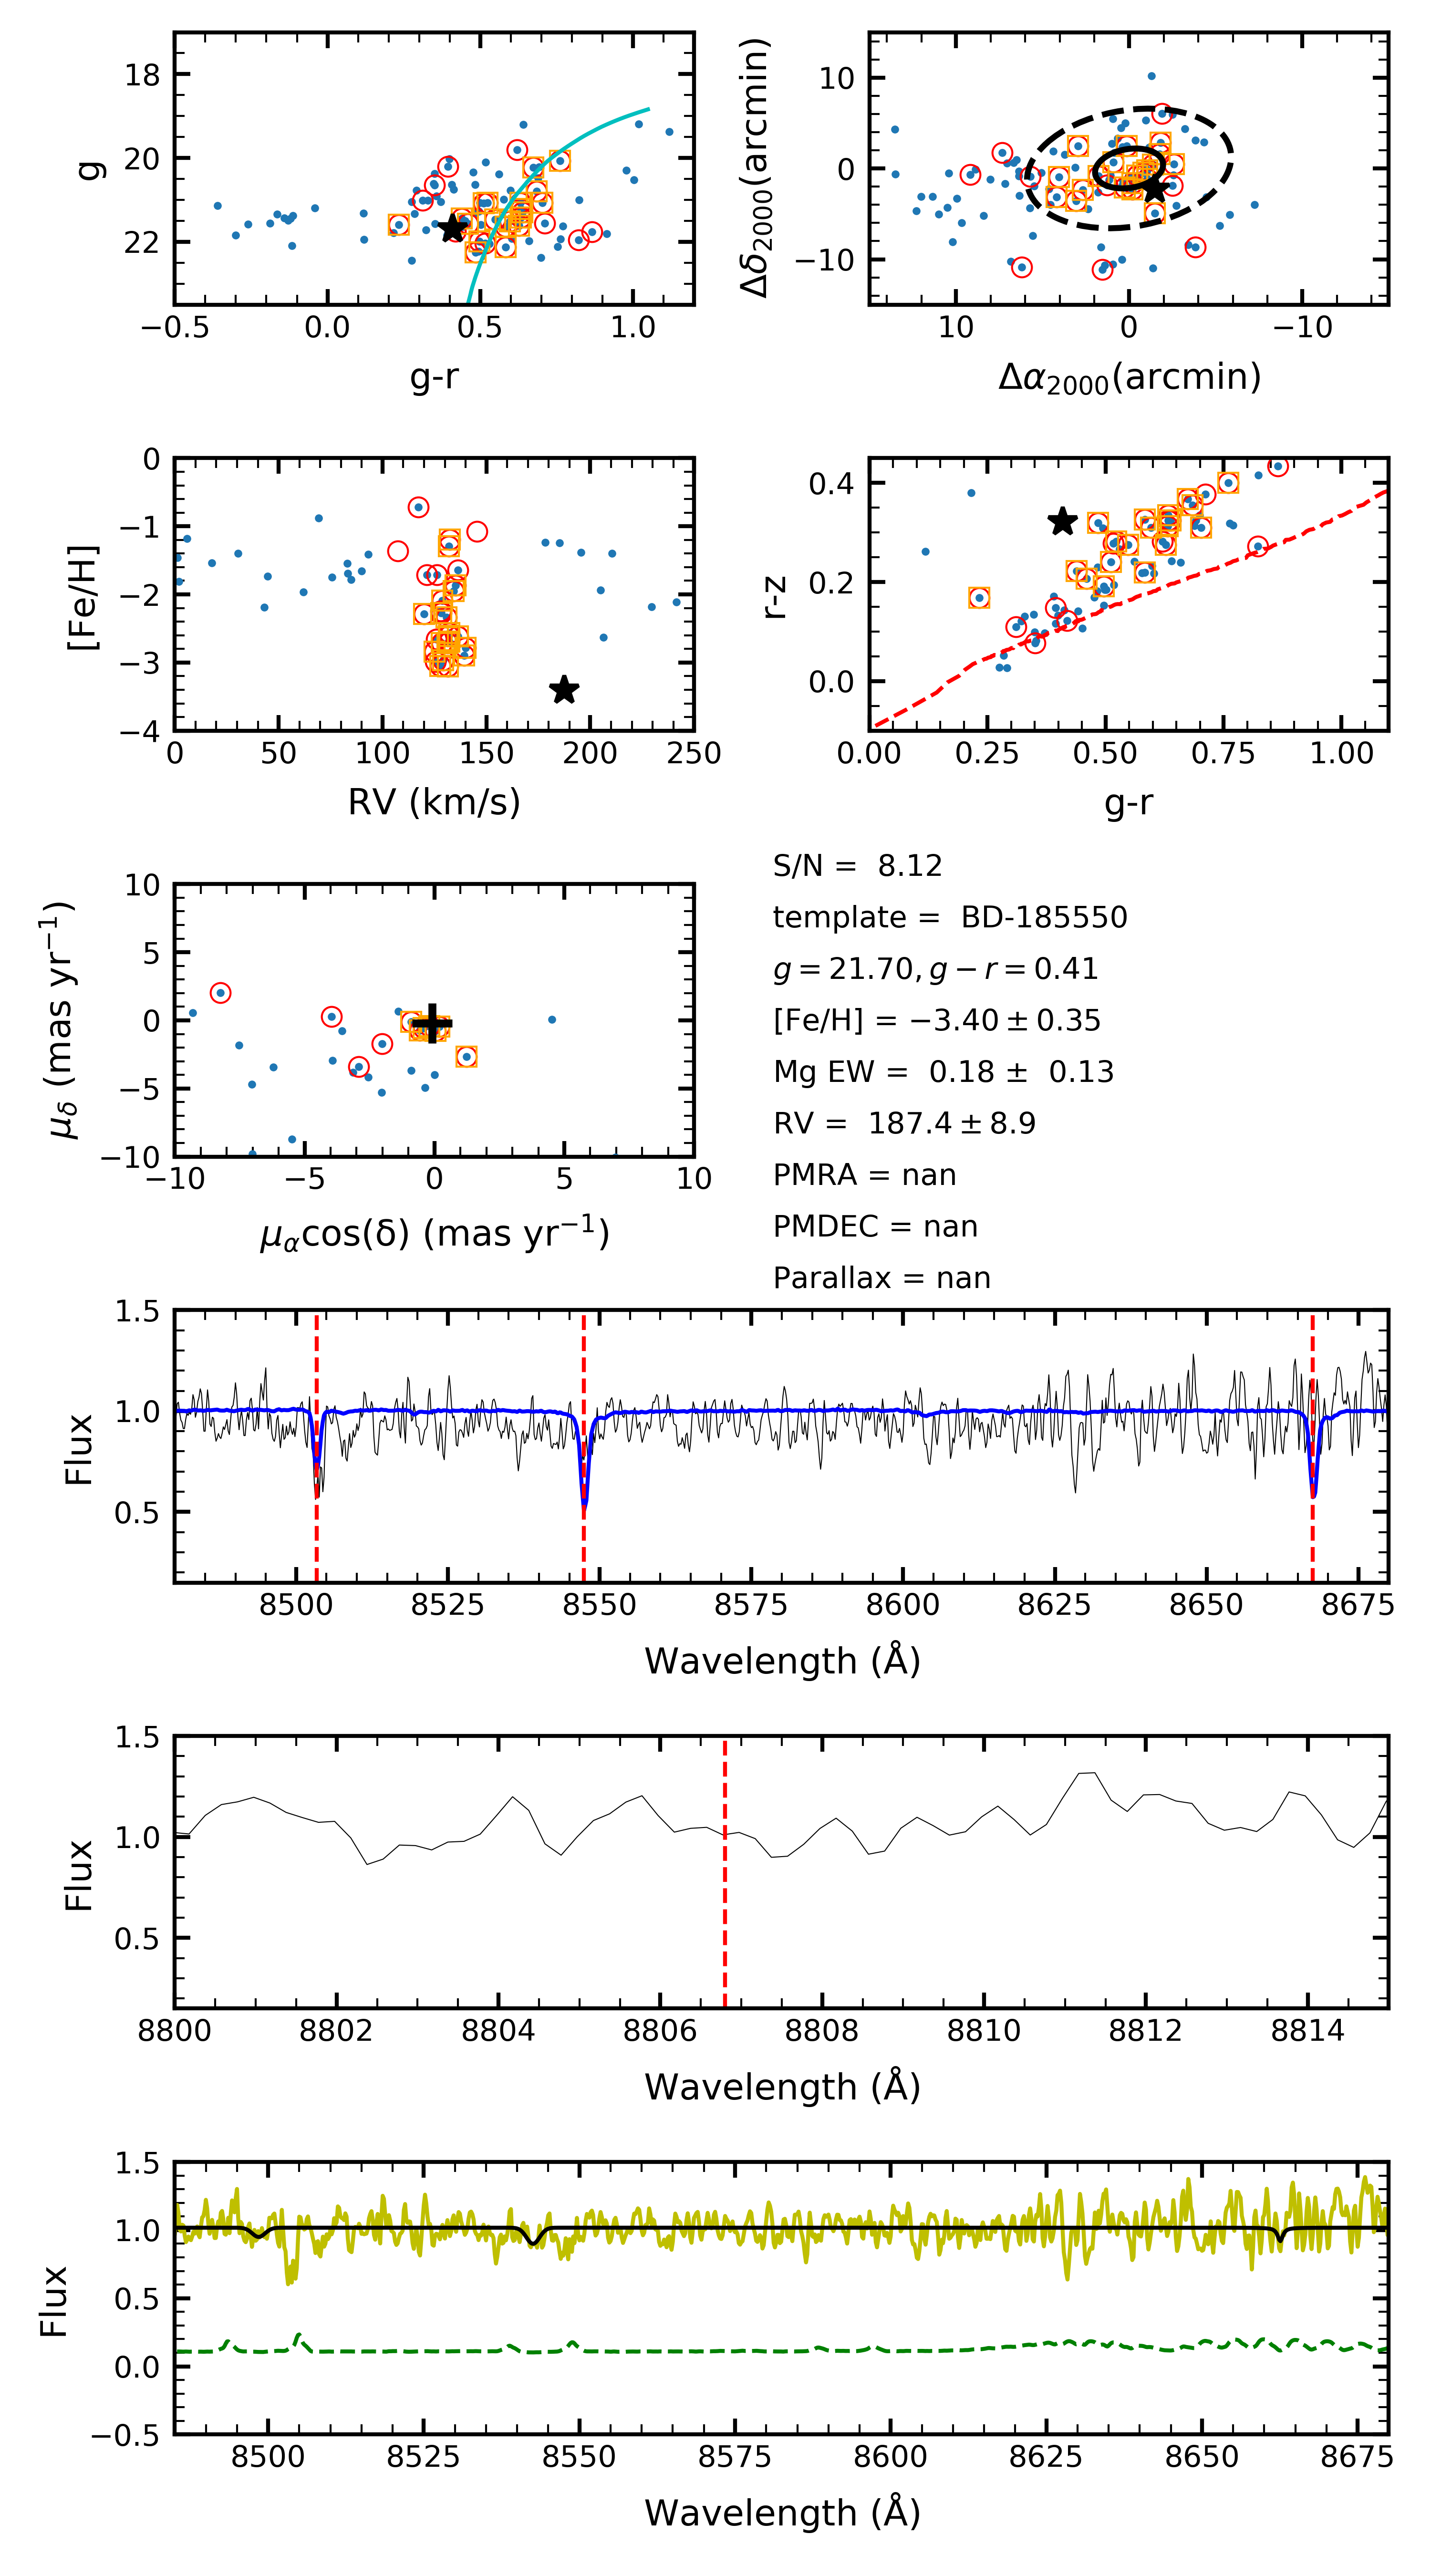 18
20
22
g
−0.5 0.0 0.5 1.0
g-r
10
0
−10
Δδ2000(arcmin)
10 0 −10
Δα2000(arcmin)
0
−1
−2
−3
−4
[Fe/H]
0 50 100 150 200 250
RV (km/s)
0.4
0.2
0.0
r-z
0.00 0.25 0.50 0.75 1.00
g-r
10
5
0
−5
−10
μδ (mas yr−1)
−10 −5 0 5 10
μαcos(δ) (mas yr−1)
S/N = 8.12
template = BD-185550
g = 21.70, g − r = 0.41
[Fe/H] = −3.40 ± 0.35
Mg EW = 0.18 ± 0.13
RV = 187.4 ± 8.9
PMRA = nan
PMDEC = nan
Parallax = nan
1.5
1.0
0.5
Flux
8500 8525 8550 8575 8600 8625 8650 8675
Wavelength (Å)
1.5
1.0
0.5
Flux
8800 8802 8804 8806 8808 8810 8812 8814
Wavelength (Å)
1.5
1.0
0.5
0.0
−0.5
Flux
8500 8525 8550 8575 8600 8625 8650 8675
Wavelength (Å)